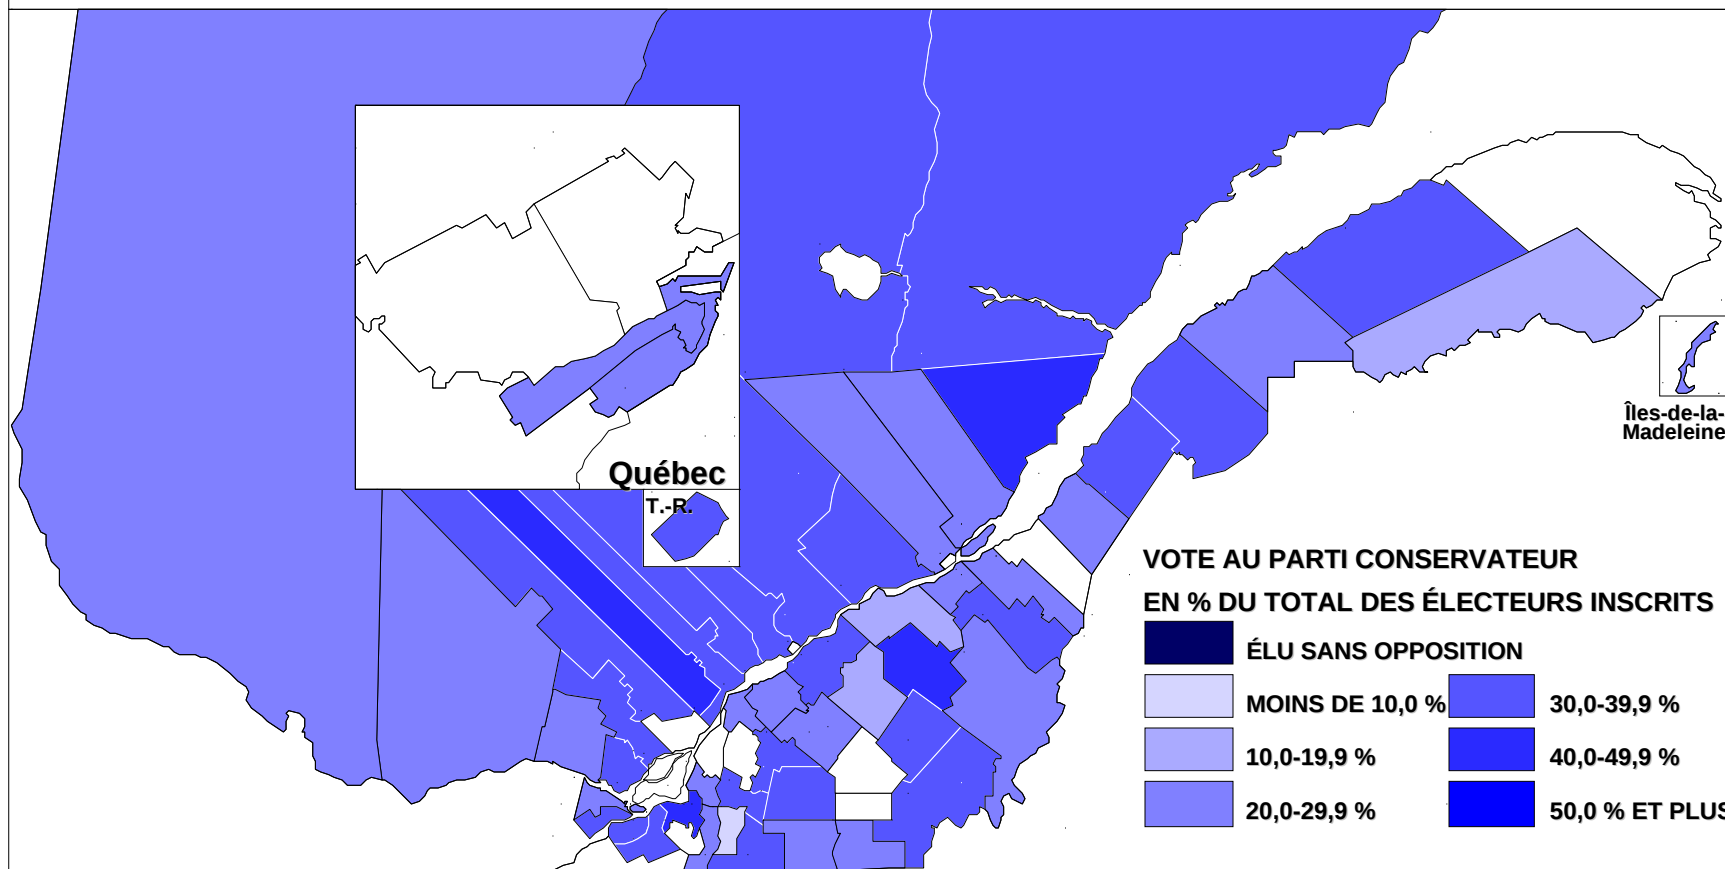 Québec
T.-R.
Îles-de-la-
Madeleine
VOTE AU PARTI CONSERVATEUR
EN % DU TOTAL DES ÉLECTEURS INSCRITS
ÉLU SANS OPPOSITION
MOINS DE 10,0 %
30,0-39,9 %
10,0-19,9 %
40,0-49,9 %
20,0-29,9 %
50,0 % ET PLUS